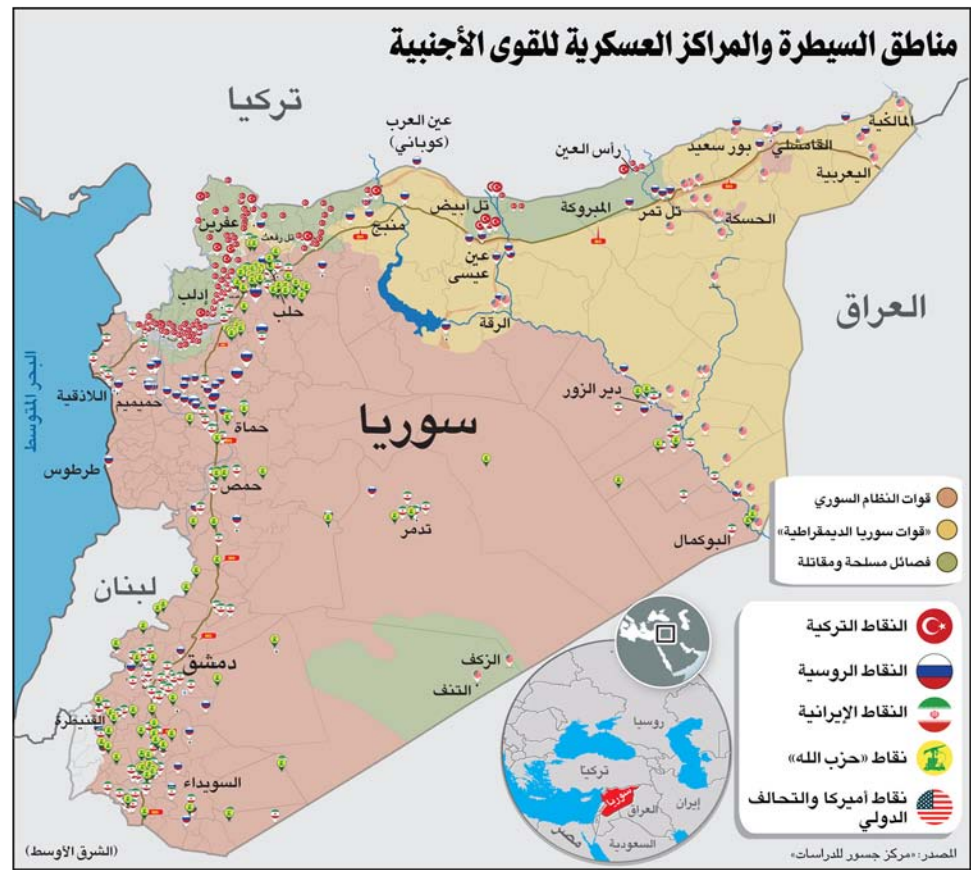 مناطق السيطرة والمراكز العسكرية للقوى الأجنبية
تركيا
عين العرب
(كوباني)
رأس العين
بور سعيد
القامشلي
المالكية
اليعربية
عفرين
تل رفعت
منبج
تل أبيض
المبروكة
تل تمر
الحسكة
عين
عيسى
إدلب
حلب
الرقة
العراق
البحر المتوسط
اللاذقية
حميميم
حماة
سوريا
دير الزور
طرطوس
حمص
تدمر
البوكمال
لبنان
دمشق
الزكف
التنف
القنيطرة
السويداء
قوات النظام السوري
«قوات سوريا الديمقراطية»
فصائل مسلحة ومقاتلة
النقاط التركية
النقاط الروسية
النقاط الإيرانية
نقاط «حزب الله»
نقاط أميركا والتحالف
الدولي
روسيا
تركيا
سوريا
العراق
إيران
مصر
السعودية
(الشرق الأوسط)
المصدر: «مركز جسور للدراسات»